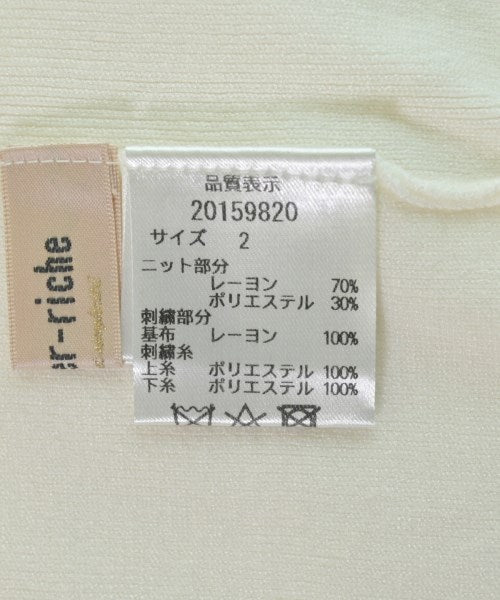 品質表示
20159820
サイズ 2
ニット部分
レーヨン 70%
ポリエステル 30%
刺繍部分
基布 レーヨン 100%
刺繍糸
上糸 ポリエステル 100%
下糸 ポリエステル 100%
er-riche